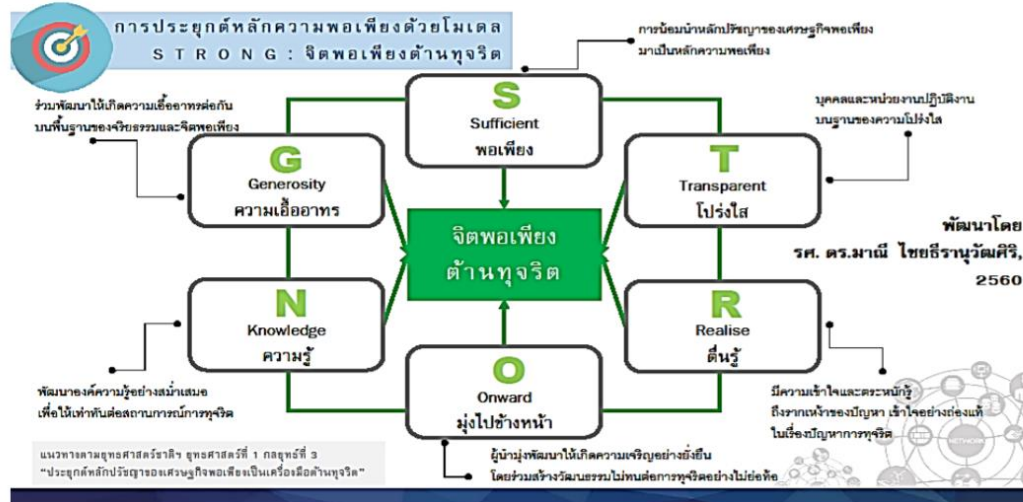 การประยุกต์หลักความพอเพียงด้วยโมเดล
S T R O N G : จิตพอเพียงต้านทุจริต
การน้อมนำหลักปรัชญาของเศรษฐกิจพอเพียง
มาเป็นหลักความพอเพียง
S
Sufficient
พอเพียง
บุคคลและหน่วยงานปฏิบัติงาน
บนฐานของความโปร่งใส
T
Transparent
โปร่งใส
ร่วมพัฒนาให้เกิดความเอื้ออาทรต่อกัน
บนพื้นฐานของจริยธรรมและจิตพอเพียง
G
Generosity
ความเอื้ออาทร
จิตพอเพียง
ต้านทุจริต
พัฒนาโดย
รศ. ดร.มาณี ไชยธีรานุวัฒศิริ,
2560
N
Knowledge
ความรู้
R
Realise
ตื่นรู้
O
Onward
มุ่งไปข้างหน้า
พัฒนาองค์ความรู้อย่างสม่ำเสมอ
เพื่อให้เท่าทันต่อสถานการณ์การทุจริต
มีความเข้าใจและตระหนักรู้
ถึงรากเหง้าของปัญหา เข้าใจอย่างถ่องแท้
ในเรื่องปัญหาการทุจริต
ผู้นำมุ่งพัฒนาให้เกิดความเจริญอย่างยั่งยืน
โดยร่วมสร้างวัฒนธรรมไม่ทนต่อการทุจริตอย่างไม่ย่อท้อ
แนวทางตามยุทธศาสตร์ชาติฯ ยุทธศาสตร์ที่ 1 กลยุทธ์ที่ 3
"ประยุกต์หลักปรัชญาของเศรษฐกิจพอเพียงเป็นเครื่องมือต้านทุจริต"
NETWORK